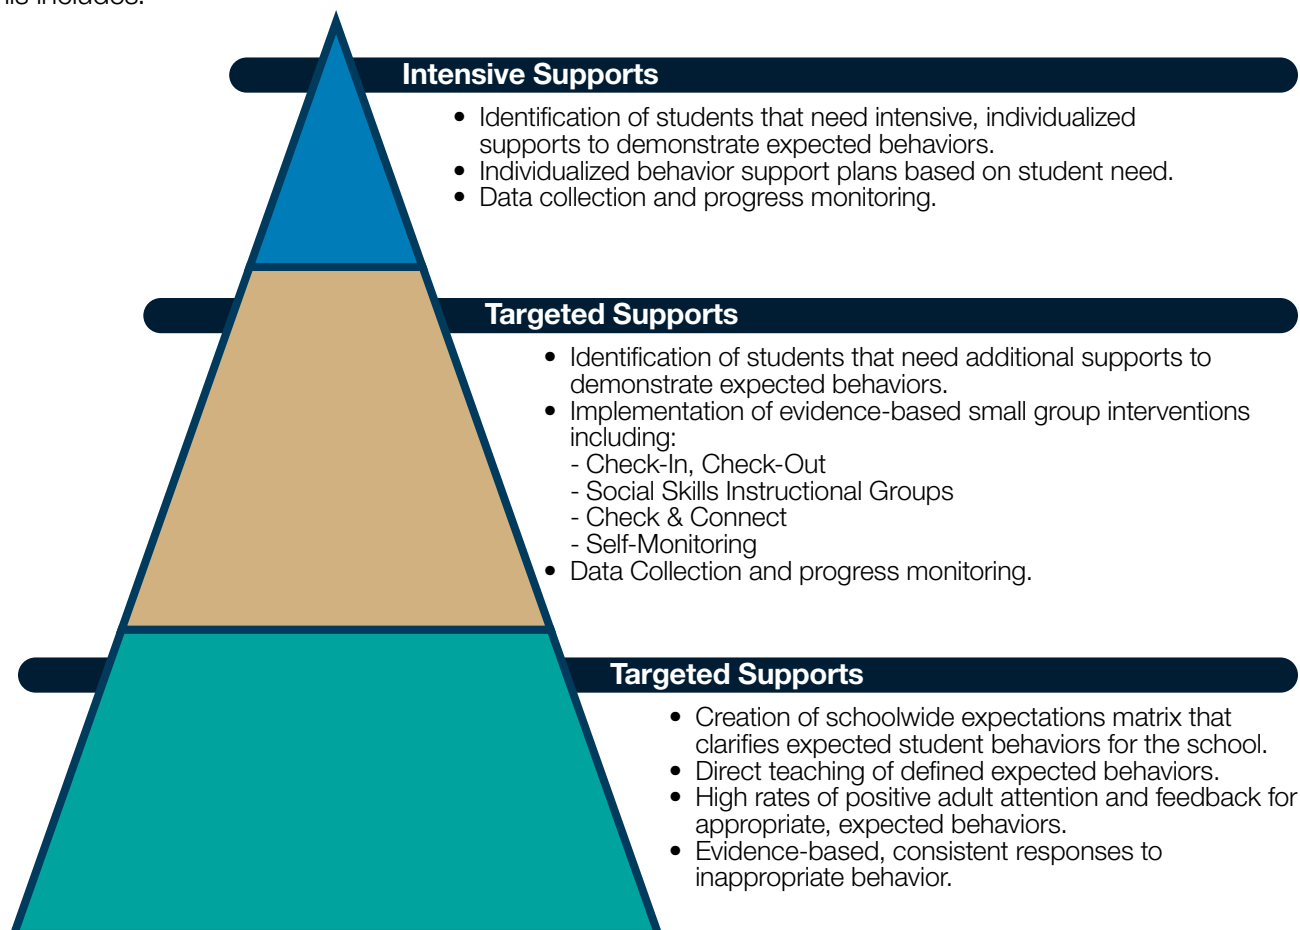 his includes:
Intensive Supports
• Identification of students that need intensive, individualized
supports to demonstrate expected behaviors.
• Individualized behavior support plans based on student need.
• Data collection and progress monitoring.
Targeted Supports
• Identification of students that need additional supports to
demonstrate expected behaviors.
• Implementation of evidence-based small group interventions
including:
- Check-In, Check-Out
- Social Skills Instructional Groups
- Check & Connect
- Self-Monitoring
• Data Collection and progress monitoring.
Targeted Supports
• Creation of schoolwide expectations matrix that
clarifies expected student behaviors for the school.
• Direct teaching of defined expected behaviors.
• High rates of positive adult attention and feedback for
appropriate, expected behaviors.
• Evidence-based, consistent responses to
inappropriate behavior.